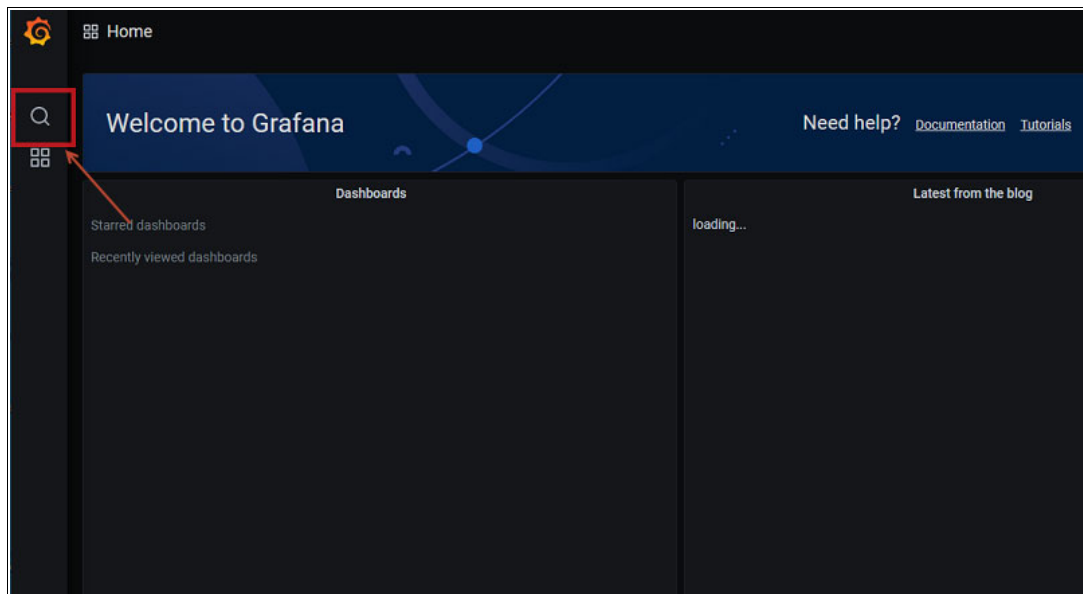 Home
Welcome to Grafana
Need help? Documentation Tutorials
Dashboards
Starred dashboards
Recently viewed dashboards
Latest from the blog
loading...